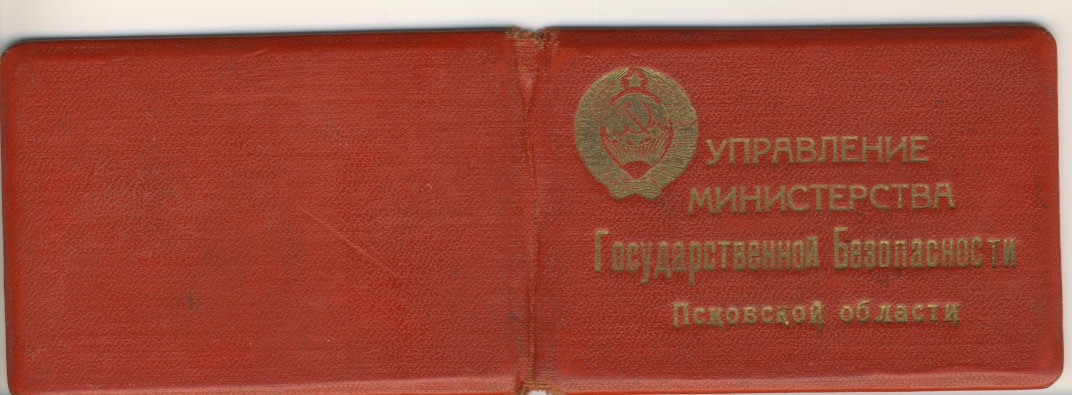 УПРАВЛЕНИЕ
МИНИСТЕРСТВА
Государственной Безопасности
Псковской области